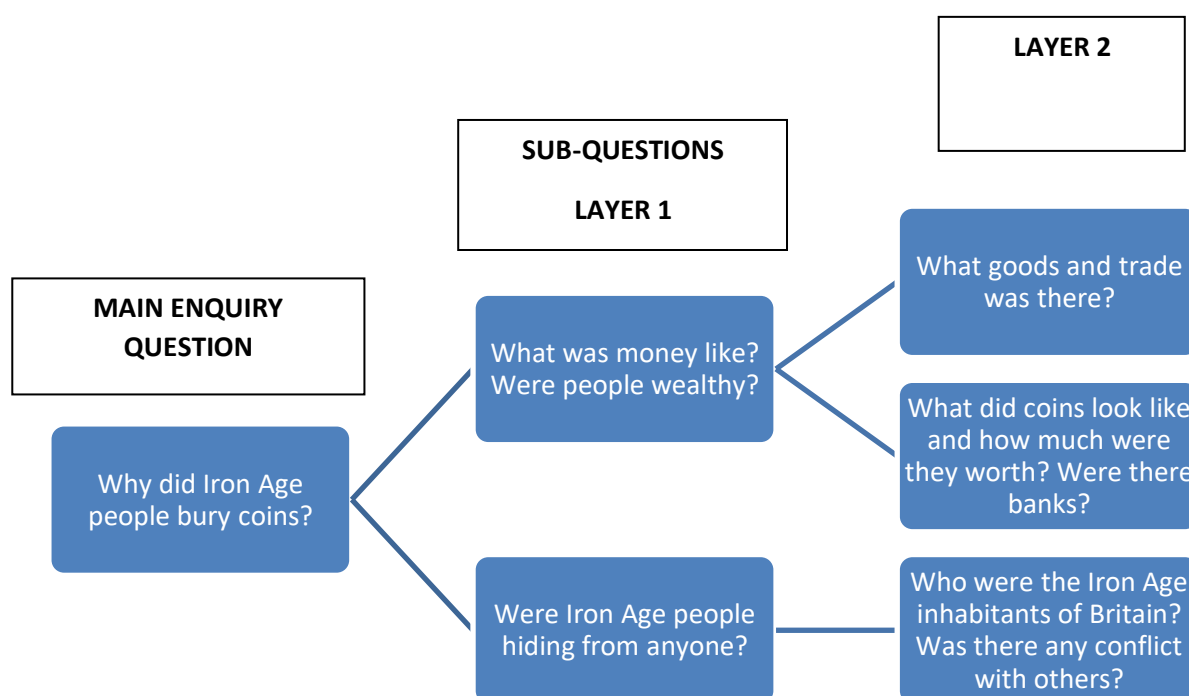 LAYER 2
SUB-QUESTIONS
LAYER 1
MAIN ENQUIRY
QUESTION
What goods and trade
was there?
What was money like?
Were people wealthy?
What did coins look like
and how much were
they worth? Were there
banks?
Why did Iron Age
people bury coins?
Were Iron Age people
hiding from anyone?
Who were the Iron Age
inhabitants of Britain?
Was there any conflict
with others?